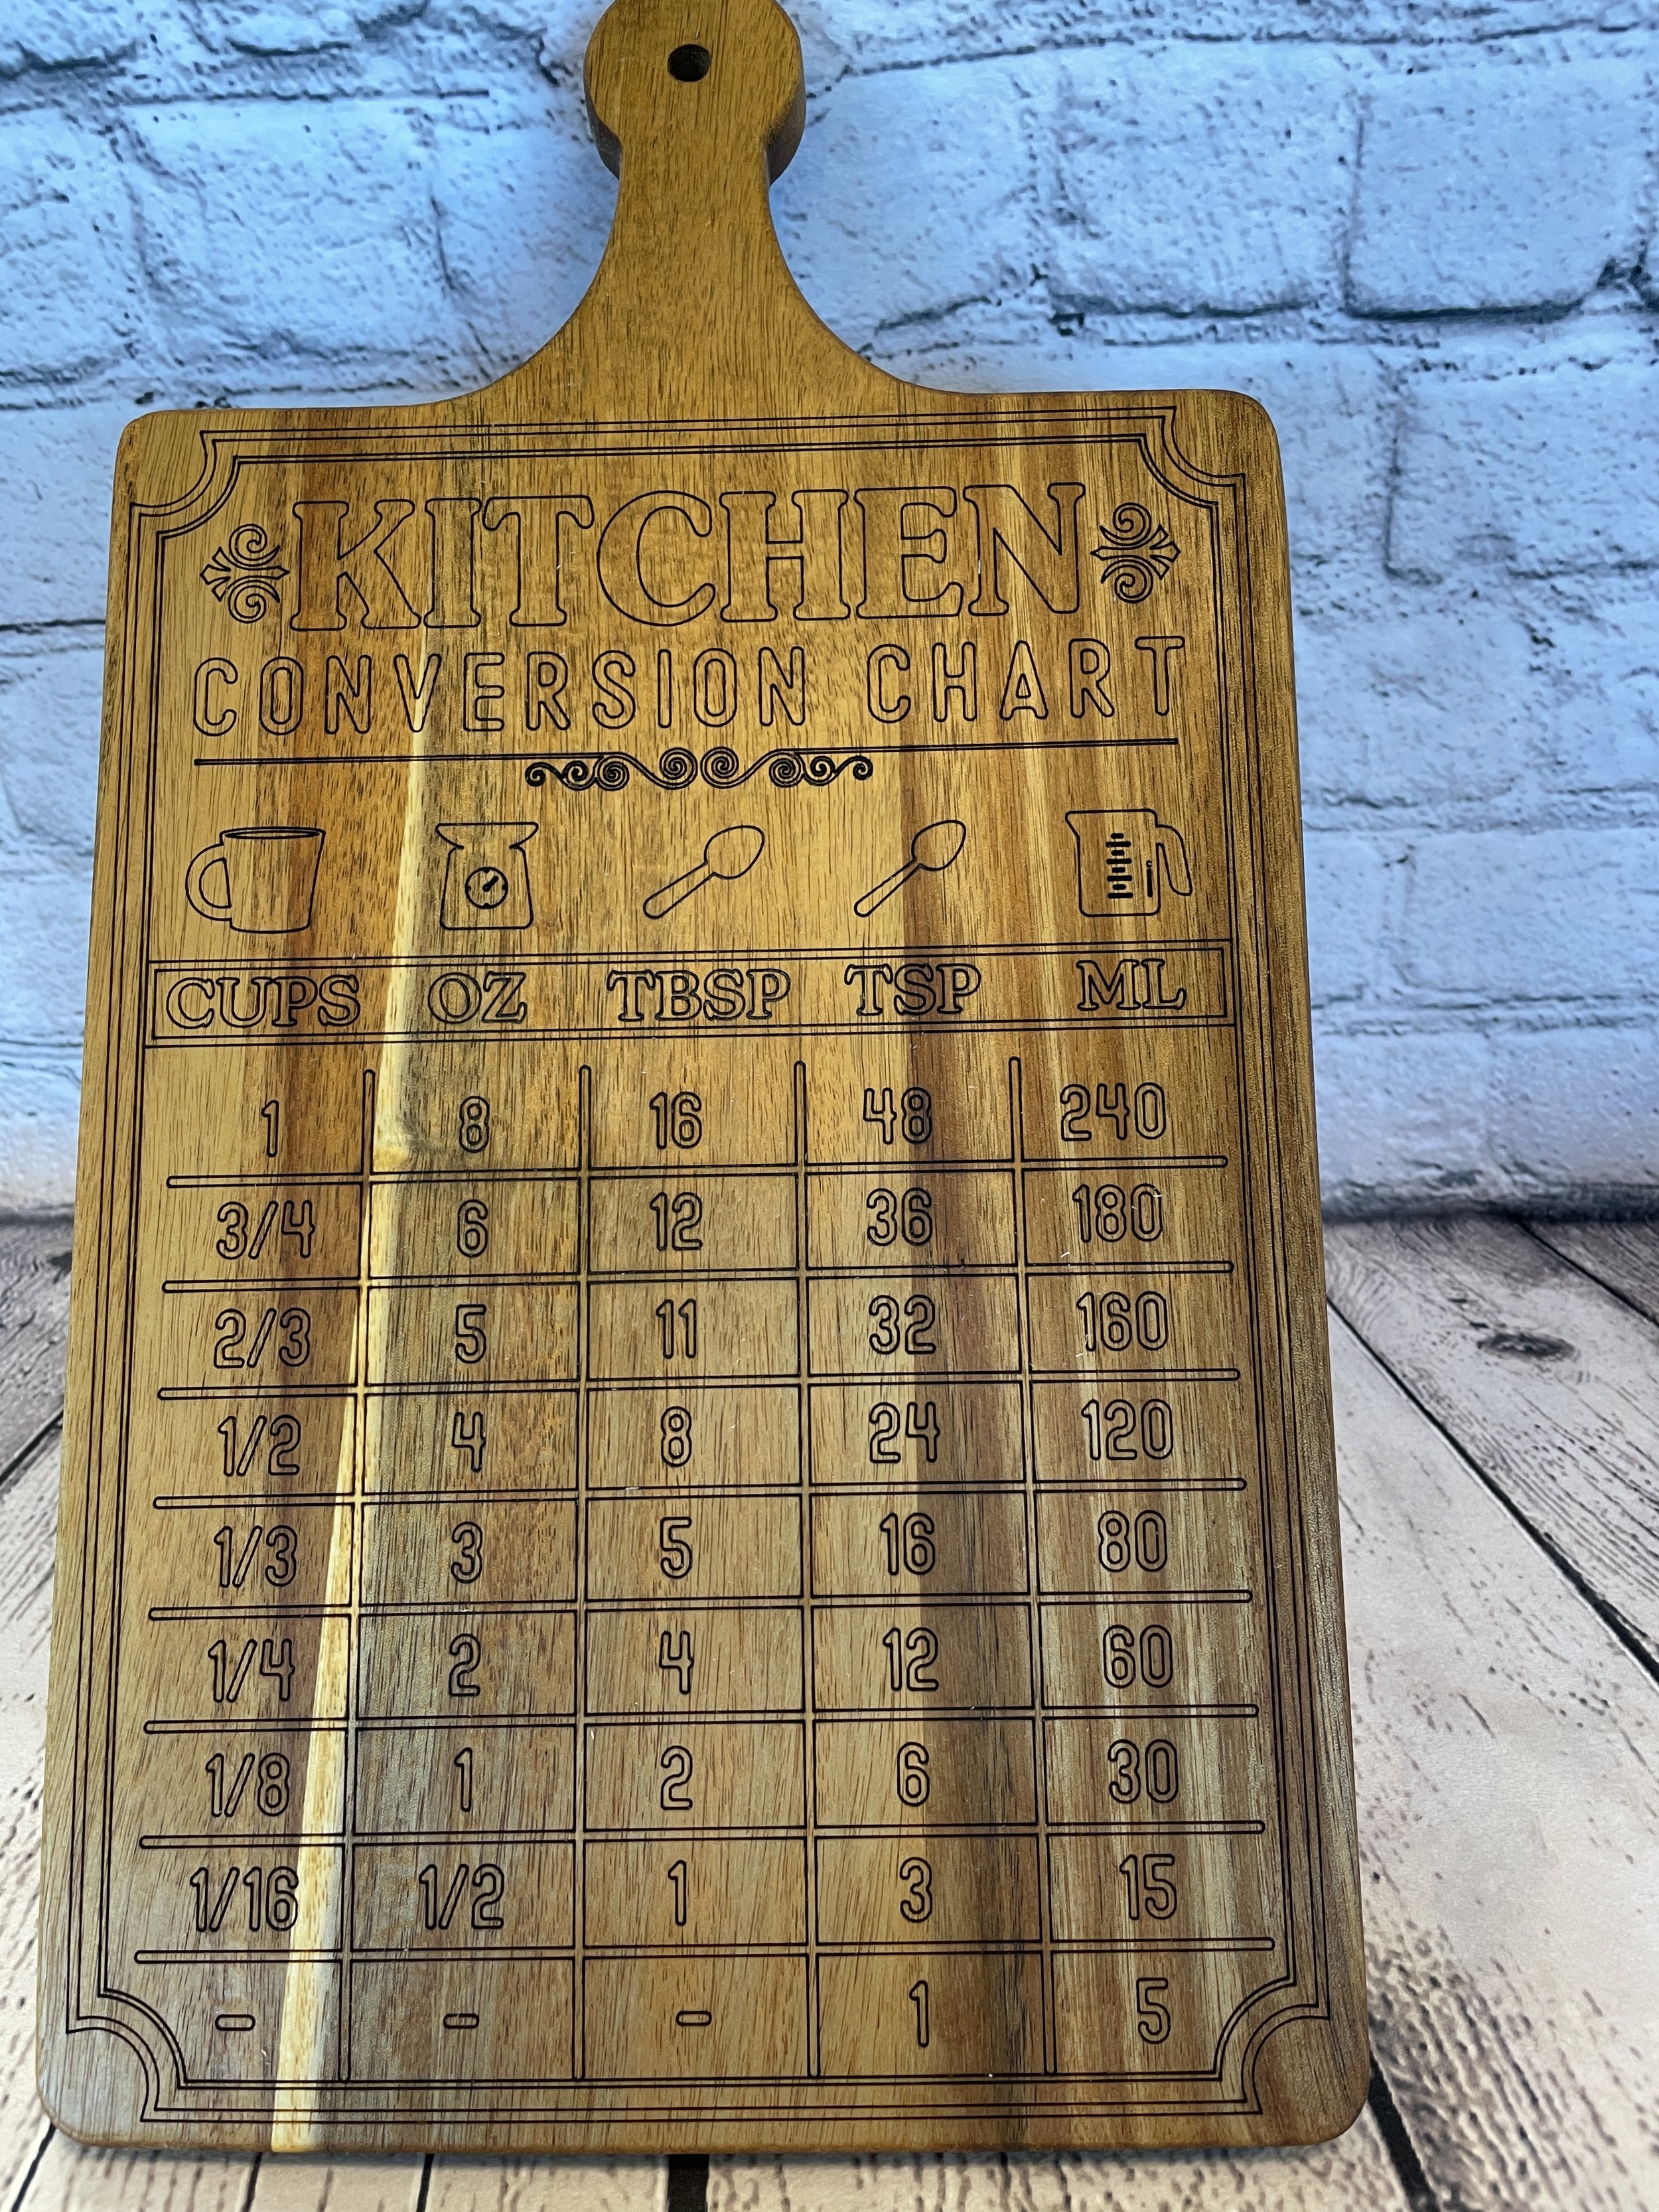 KITCHEN
CONVERSION CHART
CUPS OZ TBSP TSP ML
1 8 16 48 240
3/4 6 12 36 180
2/3 5 11 32 160
1/2 4 8 24 120
1/3 3 5 16 80
1/4 2 4 12 60
1/8 1 2 6 30
1/16 1/2 1 3 15
- - - 1 5